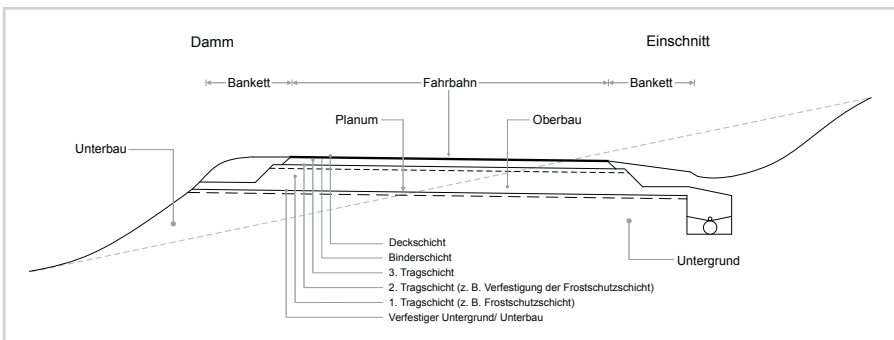 Damm
Einschnitt
Bankett
Fahrbahn
Bankett
Planum
Oberbau
Unterbau
Deckschicht
Binderschicht
3. Tragschicht
2. Tragschicht (z. B. Verfestigung der Frostschutzschicht)
1. Tragschicht (z. B. Frostschutzschicht)
Verfestiger Untergrund/ Unterbau
Untergrund